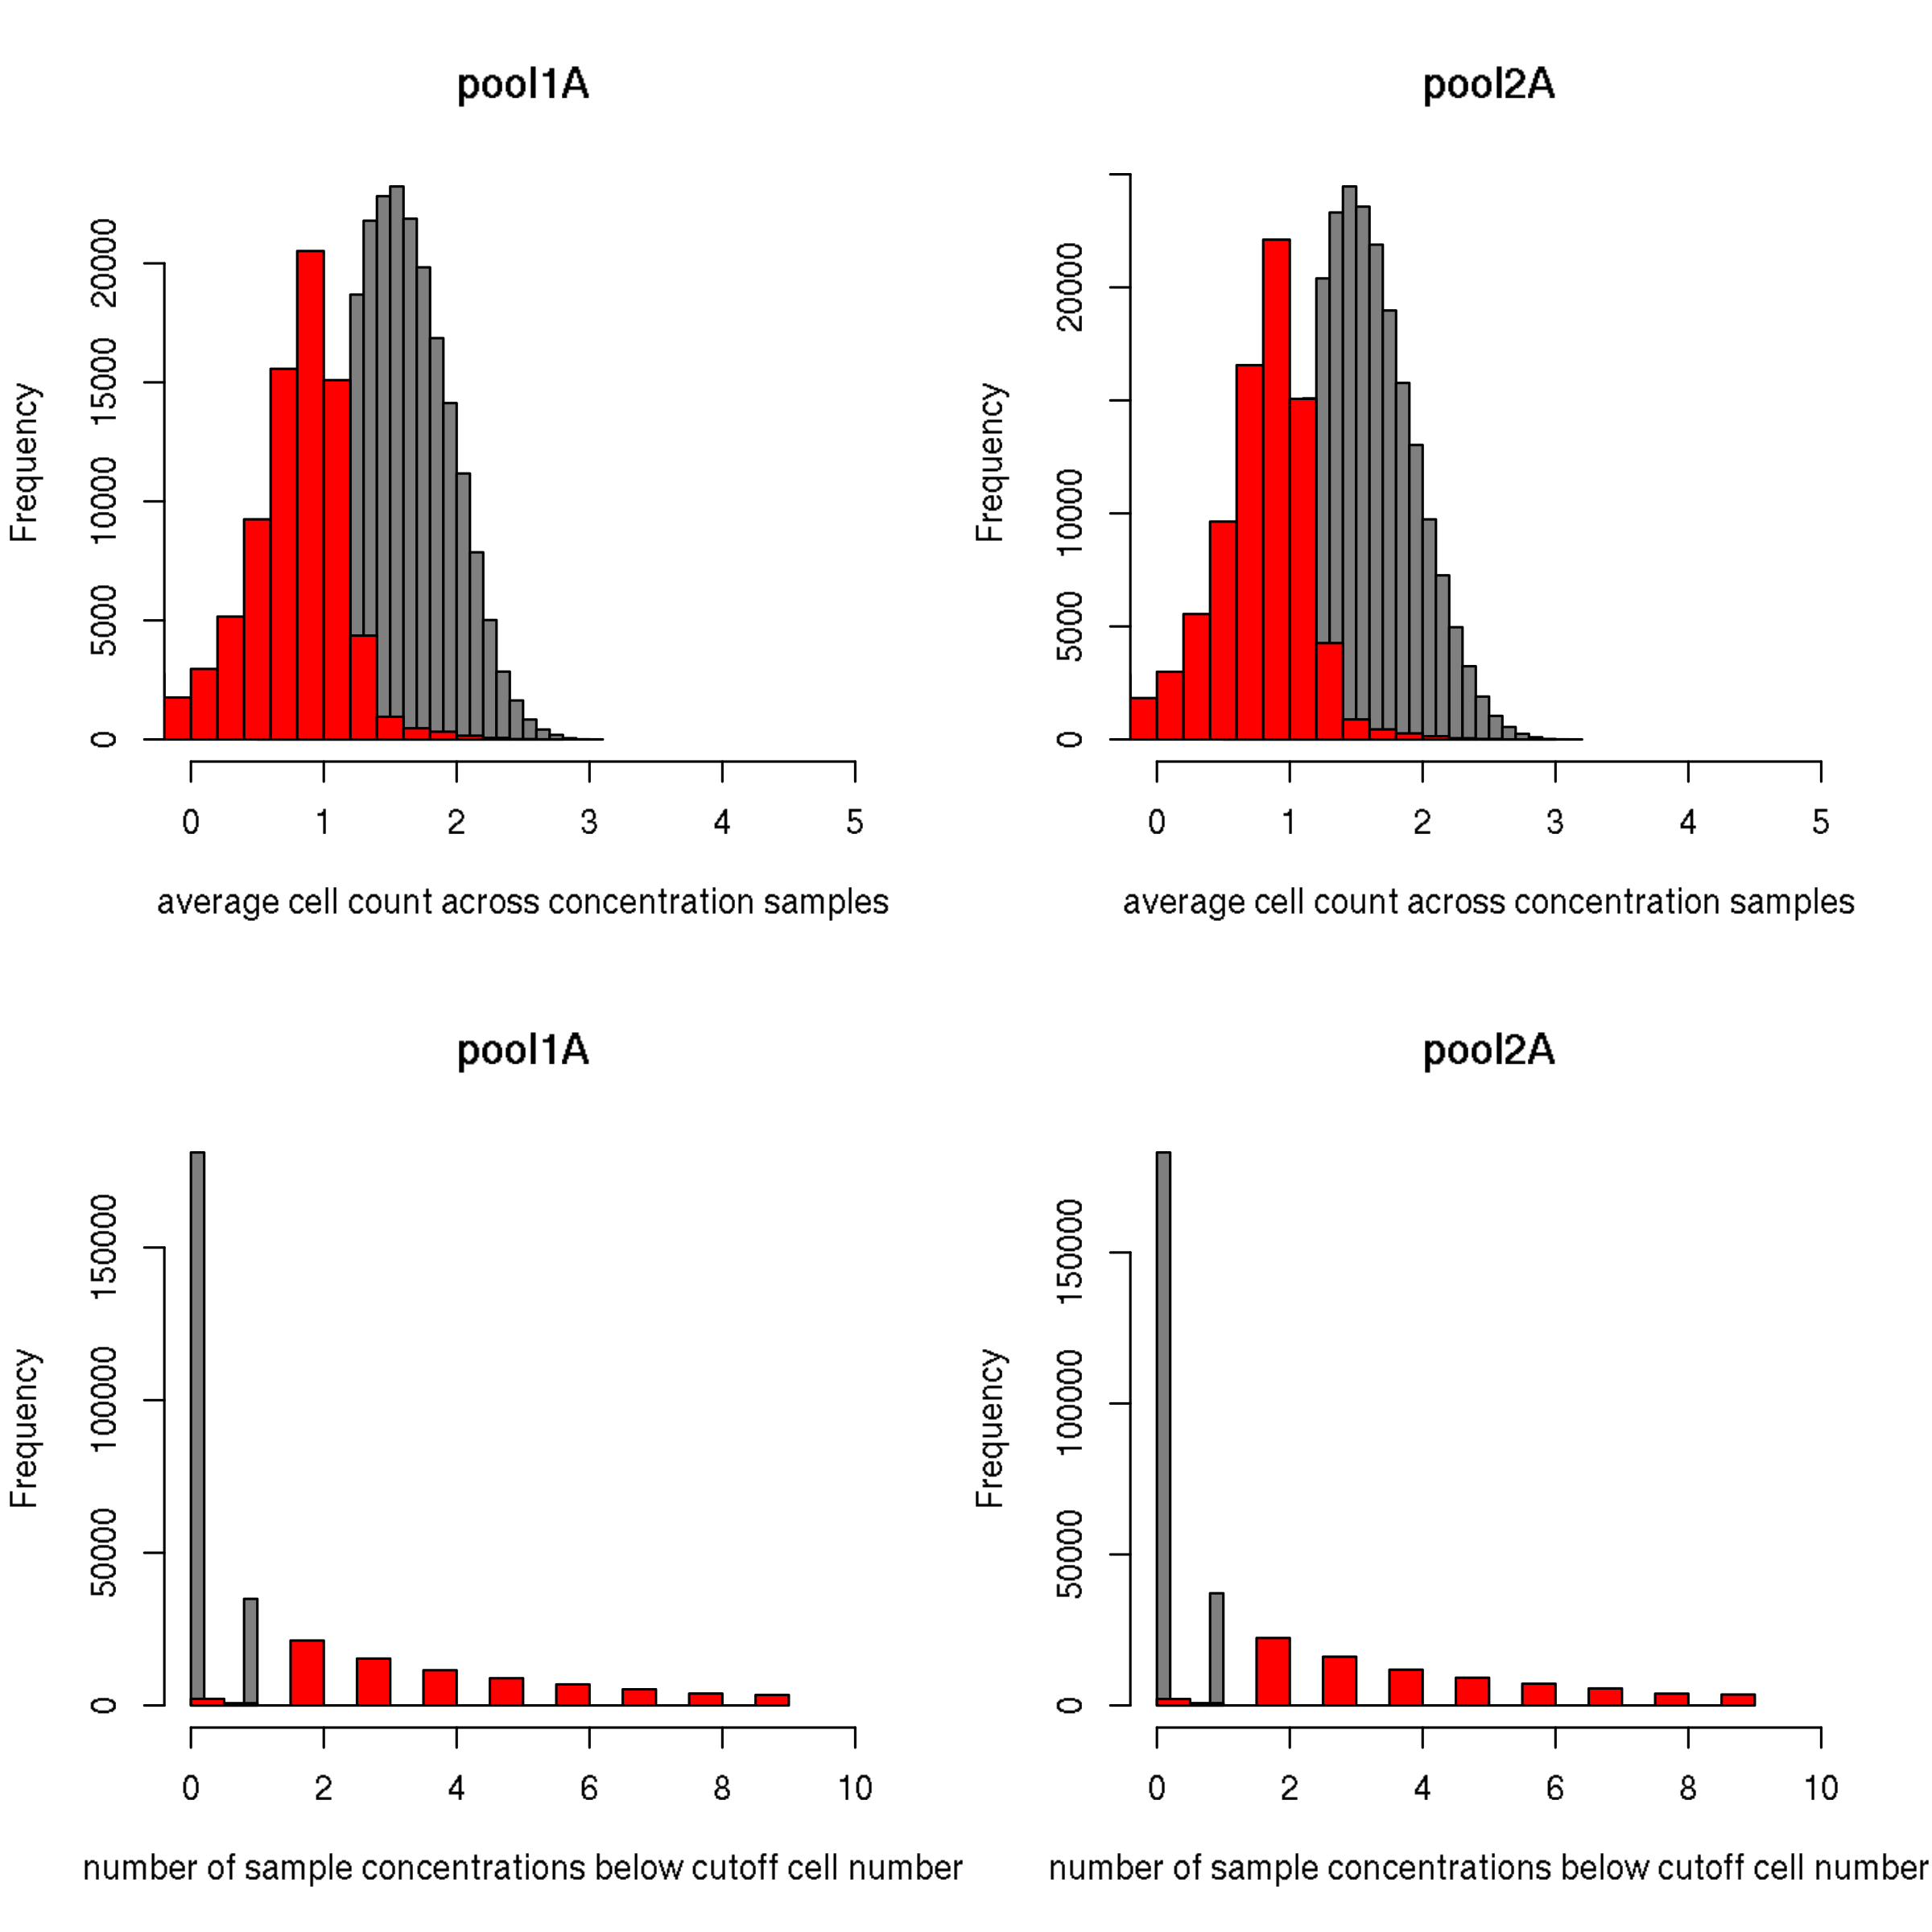 pool1A
Frequency
0
5000
10000
15000
20000
0 1 2 3 4 5
average cell count across concentration samples
pool2A
Frequency
0
5000
10000
20000
0 1 2 3 4 5
average cell count across concentration samples
pool1A
Frequency
0
50000
100000
150000
0 2 4 6 8 10
number of sample concentrations below cutoff cell number
pool2A
Frequency
0
50000
100000
150000
0 2 4 6 8 10
number of sample concentrations below cutoff cell number